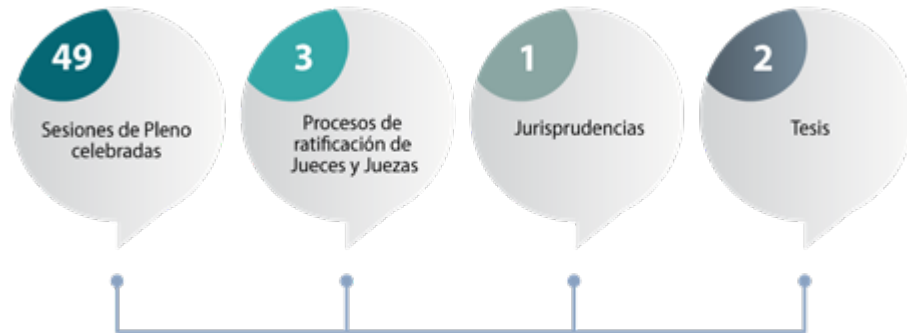 49
Sesiones de Pleno
celebradas
3
Procesos de
ratificación de
Jueces y Juezas
1
Jurisprudencias
2
Tesis